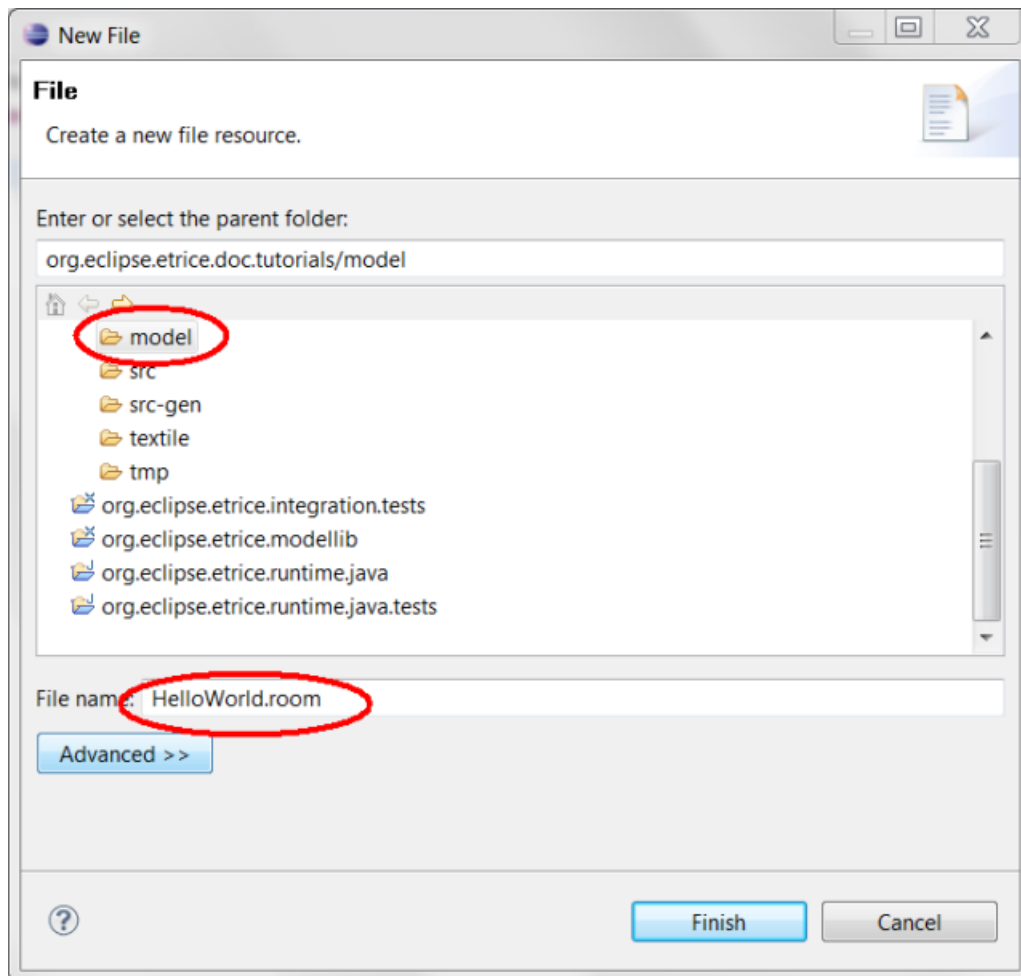 New File
File
Create a new file resource.
Enter or select the parent folder:
org.eclipse.etrice.doc.tutorials/model
model
src
src-gen
textile
tmp
org.eclipse.etrice.integration.tests
org.eclipse.etrice.modellib
org.eclipse.etrice.runtime.java
org.eclipse.etrice.runtime.java.tests
File name: HelloWorld.room
Advanced >>
Finish Cancel